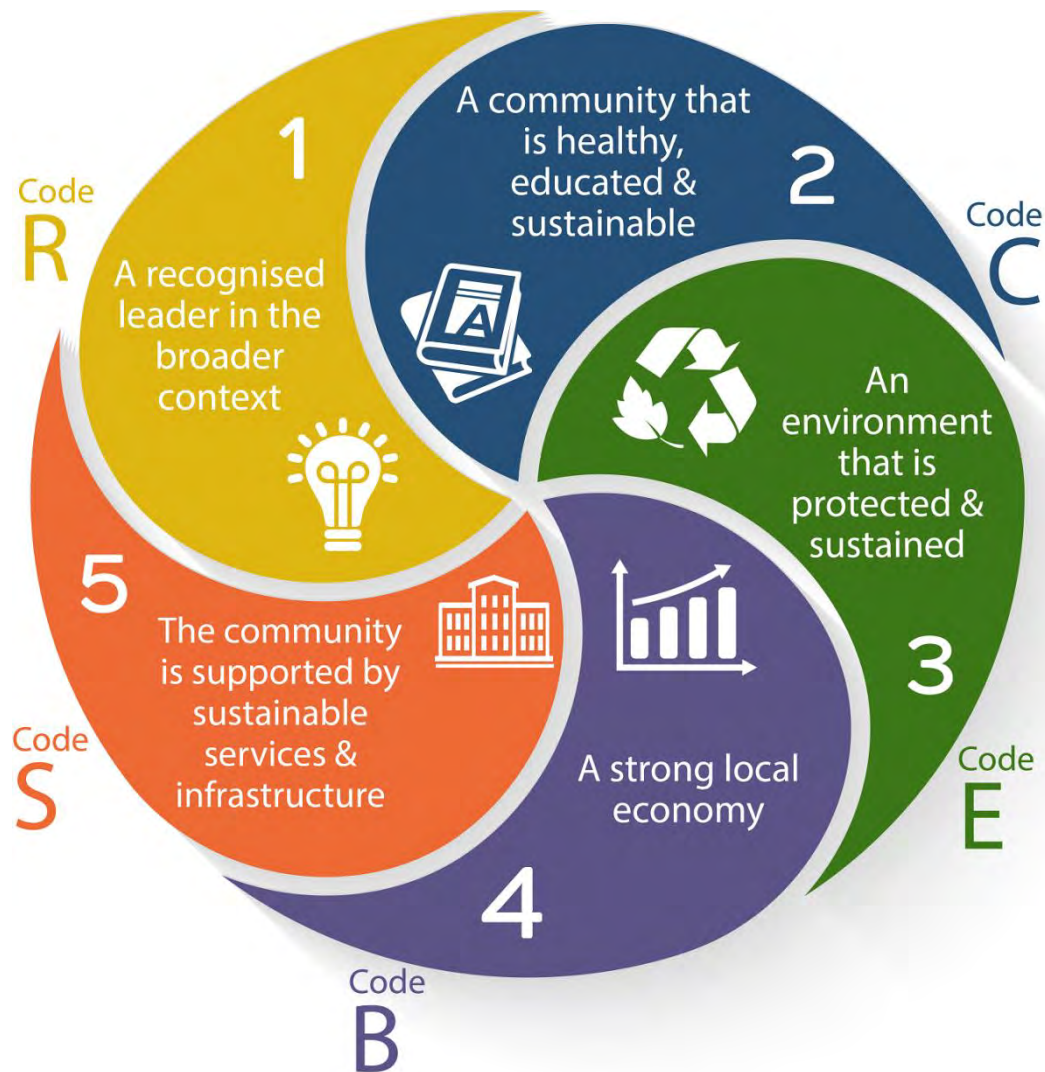 1
Code
R
A recognised
leader in the
broader
context
A community that
is healthy,
educated &
sustainable
2
Code
C
A
An
environment
that is
protected &
sustained
3
Code
E
A strong local
economy
4
Code
B
5
The community
is supported by
sustainable
services &
infrastructure
Code
S